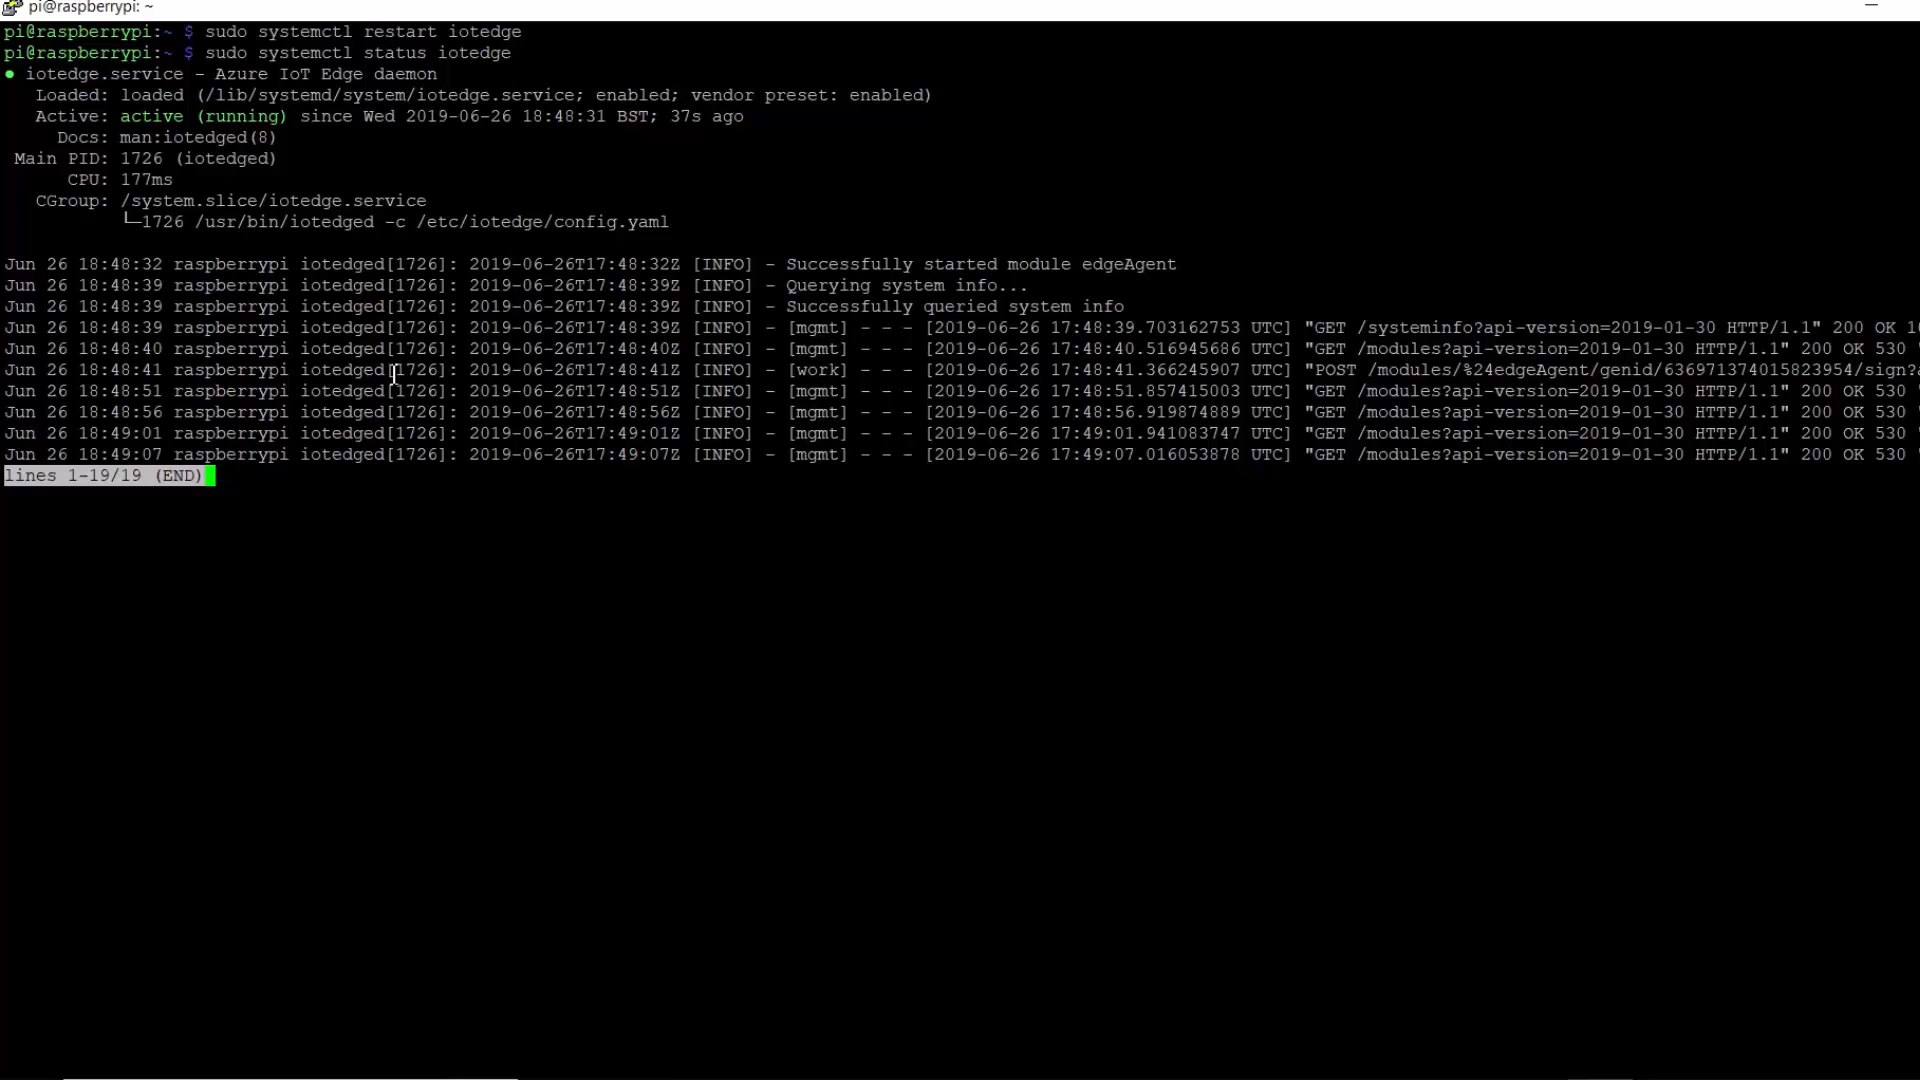 pi@raspberrypi: ~
pi@raspberrypi:~ $ sudo systemctl restart iotedge
pi@raspberrypi:~ $ sudo systemctl status iotedge
● iotedge.service - Azure IoT Edge daemon
Loaded: loaded (/lib/systemd/system/iotedge.service; enabled; vendor preset: enabled)
Active: active (running) since Wed 2019-06-26 18:48:31 BST; 37s ago
Docs: man:iotedged(8)
Main PID: 1726 (iotedged)
CPU: 177ms
CGroup: /system.slice/iotedge.service
└─1726 /usr/bin/iotedged -c /etc/iotedge/config.yaml
Jun 26 18:48:32 raspberrypi iotedged[1726]: 2019-06-26T17:48:32Z [INFO] - Successfully started module edgeAgent
Jun 26 18:48:39 raspberrypi iotedged[1726]: 2019-06-26T17:48:39Z [INFO] - Querying system info...
Jun 26 18:48:39 raspberrypi iotedged[1726]: 2019-06-26T17:48:39Z [INFO] - Successfully queried system info
Jun 26 18:48:39 raspberrypi iotedged[1726]: 2019-06-26T17:48:39Z [INFO] - [mgmt] - - - [2019-06-26 17:48:39.703162753 UTC] "GET /systeminfo?api-version=2019-01-30 HTTP/1.1" 200 OK
Jun 26 18:48:40 raspberrypi iotedged[1726]: 2019-06-26T17:48:40Z [INFO] - [mgmt] - - - [2019-06-26 17:48:40.516945686 UTC] "GET /modules?api-version=2019-01-30 HTTP/1.1" 200 OK 530 "
Jun 26 18:48:41 raspberrypi iotedged[1726]: 2019-06-26T17:48:41Z [INFO] - [work] - - - [2019-06-26 17:48:41.366245907 UTC] "POST /modules/%24edgeAgent/genid/636971374015823954/sign?
Jun 26 18:48:51 raspberrypi iotedged[1726]: 2019-06-26T17:48:51Z [INFO] - [mgmt] - - - [2019-06-26 17:48:51.857415003 UTC] "GET /modules?api-version=2019-01-30 HTTP/1.1" 200 OK 530 "
Jun 26 18:48:56 raspberrypi iotedged[1726]: 2019-06-26T17:48:56Z [INFO] - [mgmt] - - - [2019-06-26 17:48:56.919874889 UTC] "GET /modules?api-version=2019-01-30 HTTP/1.1" 200 OK 530 "
Jun 26 18:49:01 raspberrypi iotedged[1726]: 2019-06-26T17:49:01Z [INFO] - [mgmt] - - - [2019-06-26 17:49:01.941083747 UTC] "GET /modules?api-version=2019-01-30 HTTP/1.1" 200 OK 530 "
Jun 26 18:49:07 raspberrypi iotedged[1726]: 2019-06-26T17:49:07Z [INFO] - [mgmt] - - - [2019-06-26 17:49:07.016053878 UTC] "GET /modules?api-version=2019-01-30 HTTP/1.1" 200 OK 530 "
lines 1-19/19 (END)